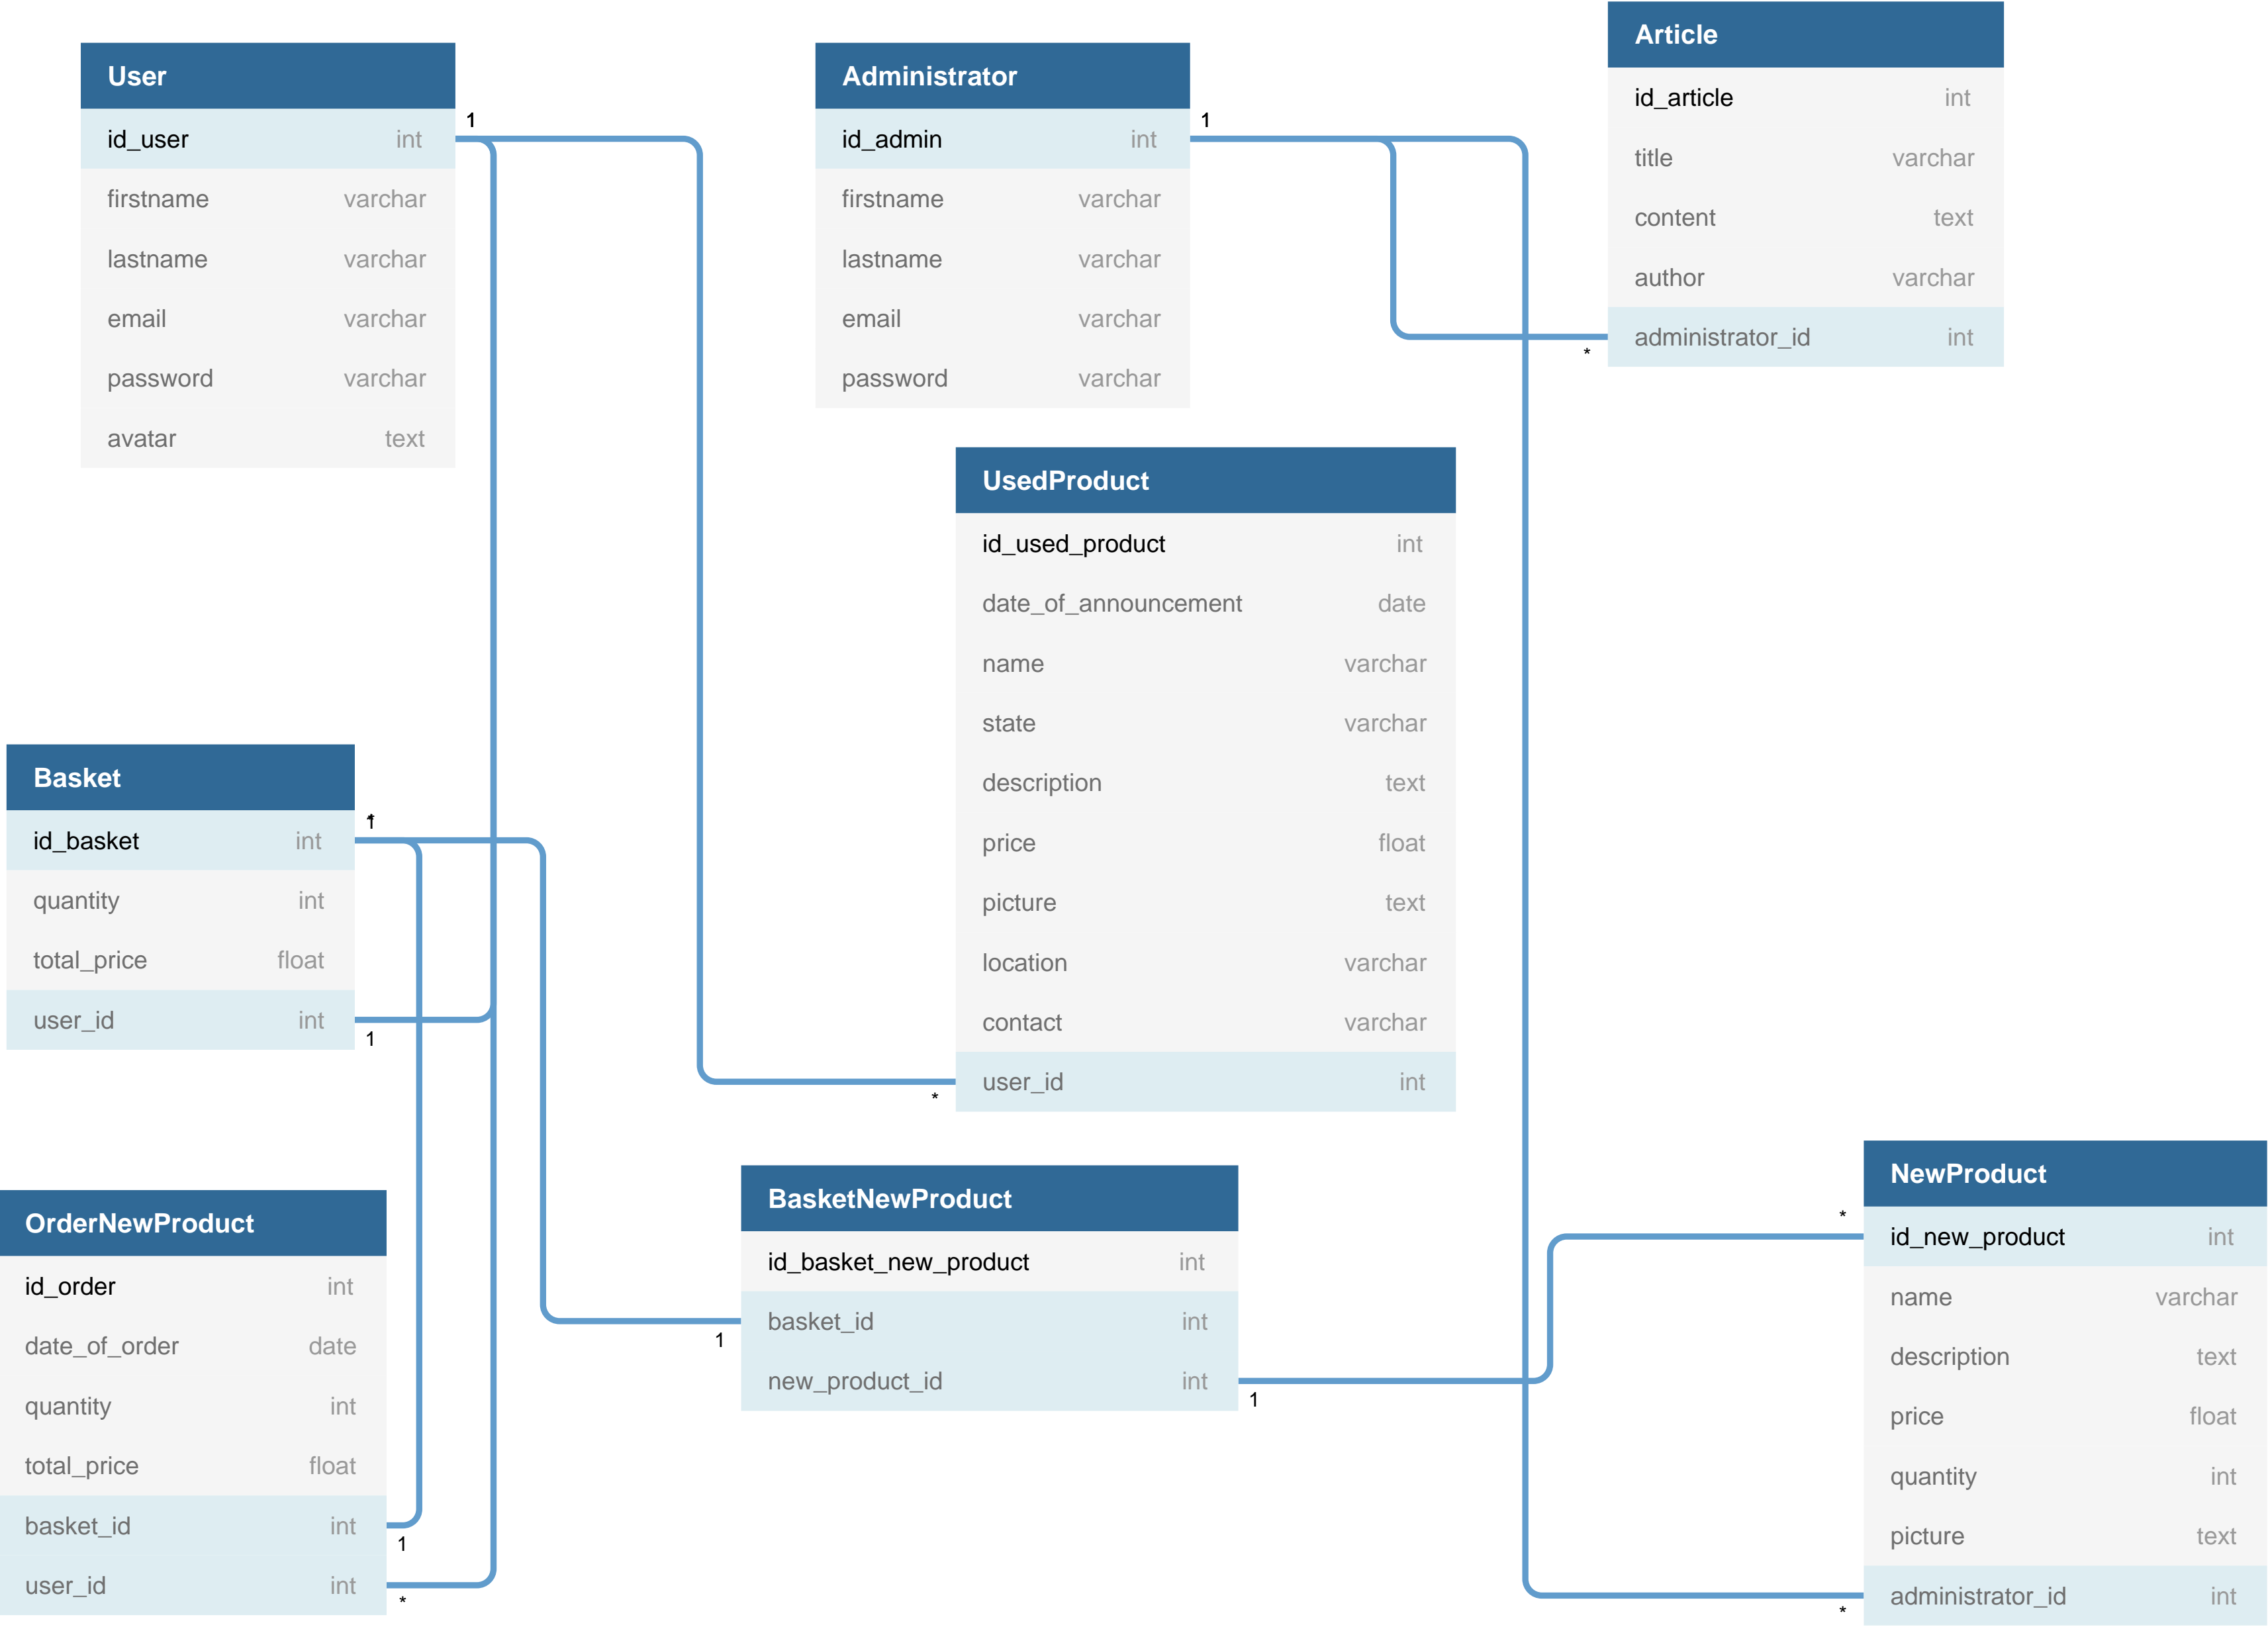 User
id_user int
firstname varchar
lastname varchar
email varchar
password varchar
avatar text
1
Administrator
id_admin int
firstname varchar
lastname varchar
email varchar
password varchar
1
Article
id_article int
title varchar
content text
author varchar
administrator_id int
*
UsedProduct
id_used_product int
date_of_announcement date
name varchar
state varchar
description text
price float
picture text
location varchar
contact varchar
user_id int
*
Basket
id_basket int
quantity int
total_price float
user_id int
1
*
1
OrderNewProduct
id_order int
date_of_order date
quantity int
total_price float
basket_id int
user_id int
1
*
BasketNewProduct
id_basket_new_product int
basket_id int
new_product_id int
1
1
NewProduct
id_new_product int
name varchar
description text
price float
quantity int
picture text
administrator_id int
*
*